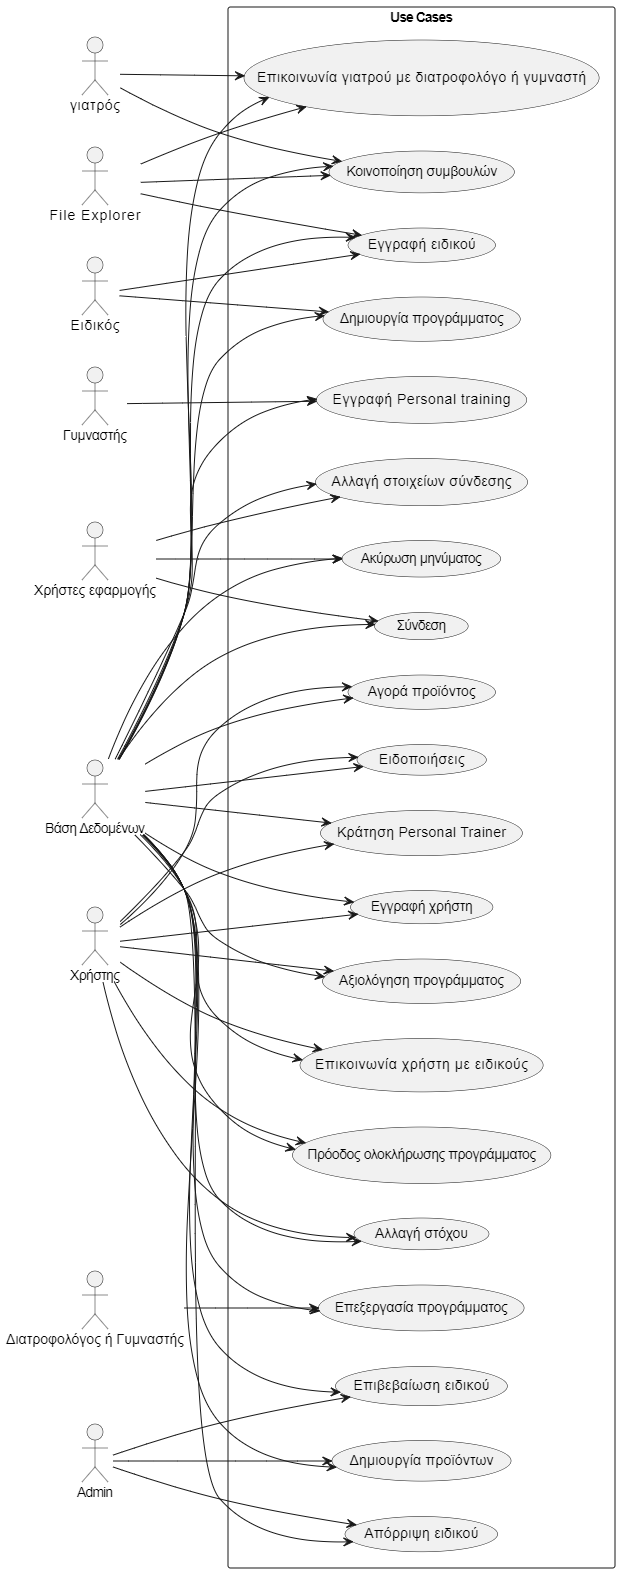 Use Cases
γιατρός
Επικοινωνία γιατρού με διατροφολόγο ή γυμναστή
File Explorer
Κοινοποίηση συμβουλών
Εγγραφή ειδικού
Ειδικός
Δημιουργία προγράμματος
Γυμναστής
Εγγραφή Personal training
Αλλαγή στοιχείων σύνδεσης
Χρήστες εφαρμογής
Ακύρωση μηνύματος
Σύνδεση
Αγορά προϊόντος
Ειδοποιήσεις
Βάση Δεδομένων
Κράτηση Personal Trainer
Εγγραφή χρήστη
Χρήστης
Αξιολόγηση προγράμματος
Επικοινωνία χρήστη με ειδικούς
Πρόοδος ολοκλήρωσης προγράμματος
Αλλαγή στόχου
Επεξεργασία προγράμματος
Διατροφολόγος ή Γυμναστής
Επιβεβαίωση ειδικού
Δημιουργία προϊόντων
Admin
Απόρριψη ειδικού